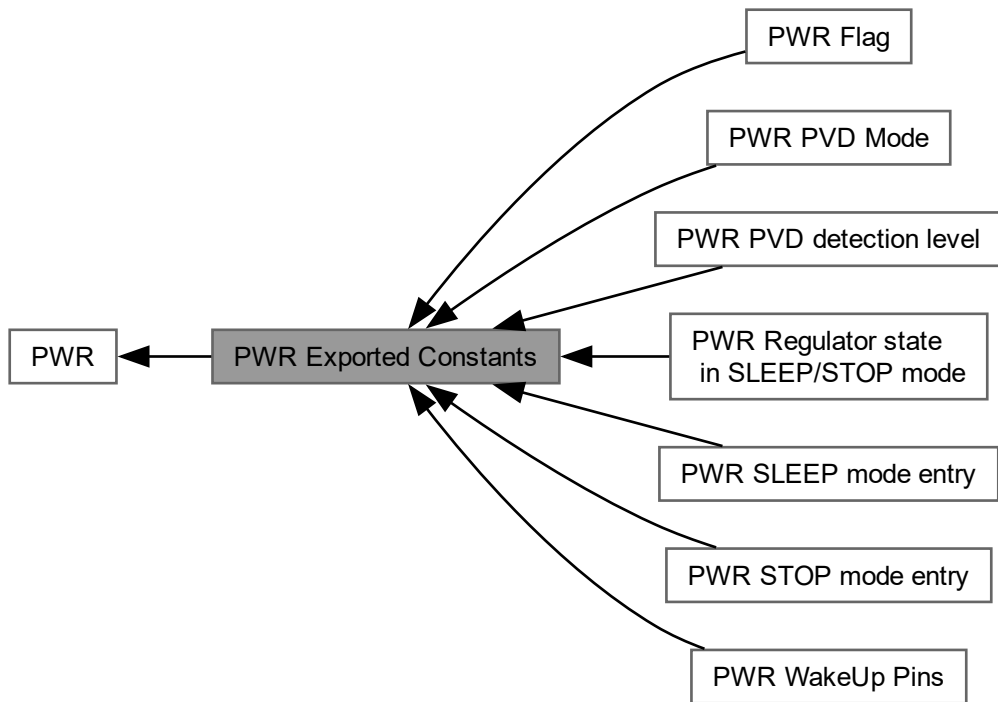 PWR Flag
PWR PVD Mode
PWR PVD detection level
PWR
PWR Exported Constants
PWR Regulator state
in SLEEP/STOP mode
PWR SLEEP mode entry
PWR STOP mode entry
PWR WakeUp Pins